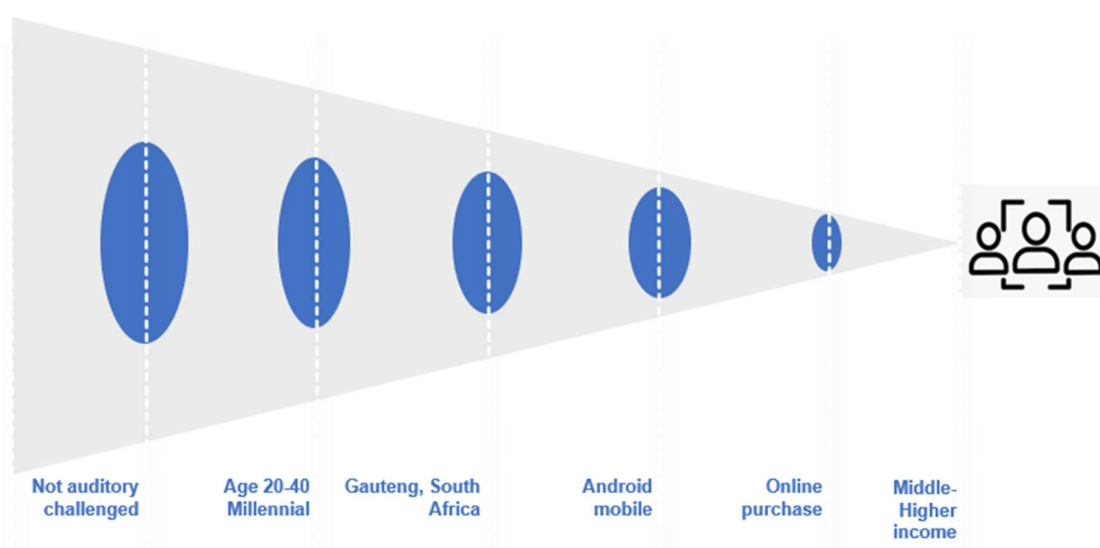 Not auditory
challenged
Age 20-40
Millennial
Gauteng, South
Africa
Android
mobile
Online
purchase
Middle-
Higher
income